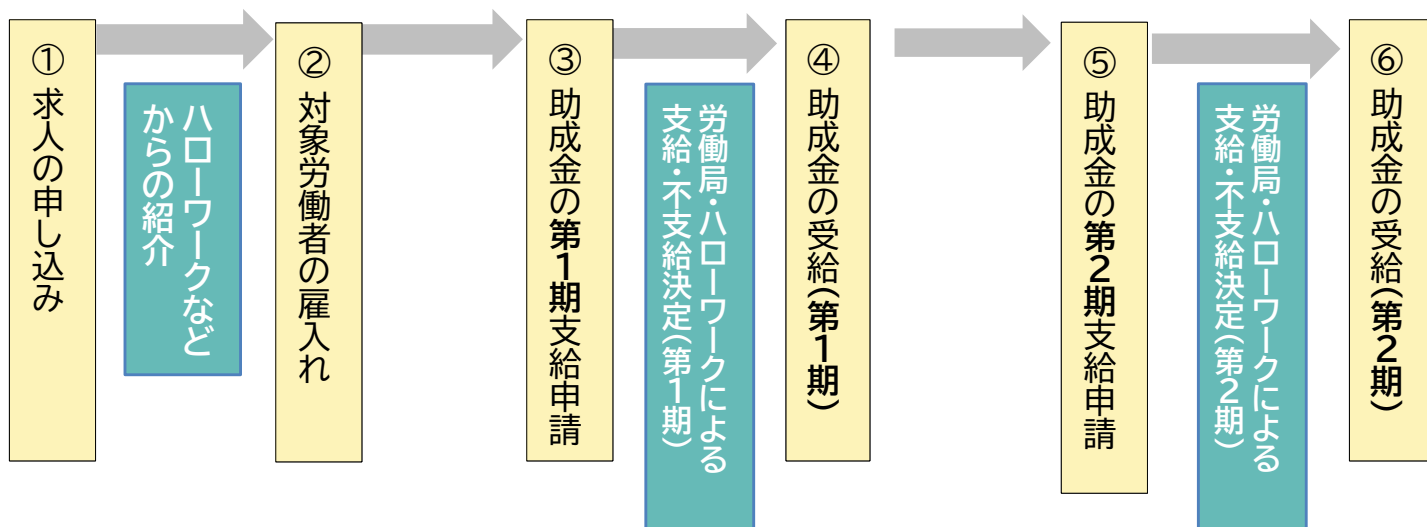 ① 求人の申し込み
ハローワークなど
からの紹介
② 対象労働者の雇入れ
③ 助成金の第1期支給申請
労働局・ハローワークによる
支給・不支給決定(第1期)
④ 助成金の受給(第1期)
⑤ 助成金の第2期支給申請
労働局・ハローワークによる
支給・不支給決定(第2期)
⑥ 助成金の受給(第2期)